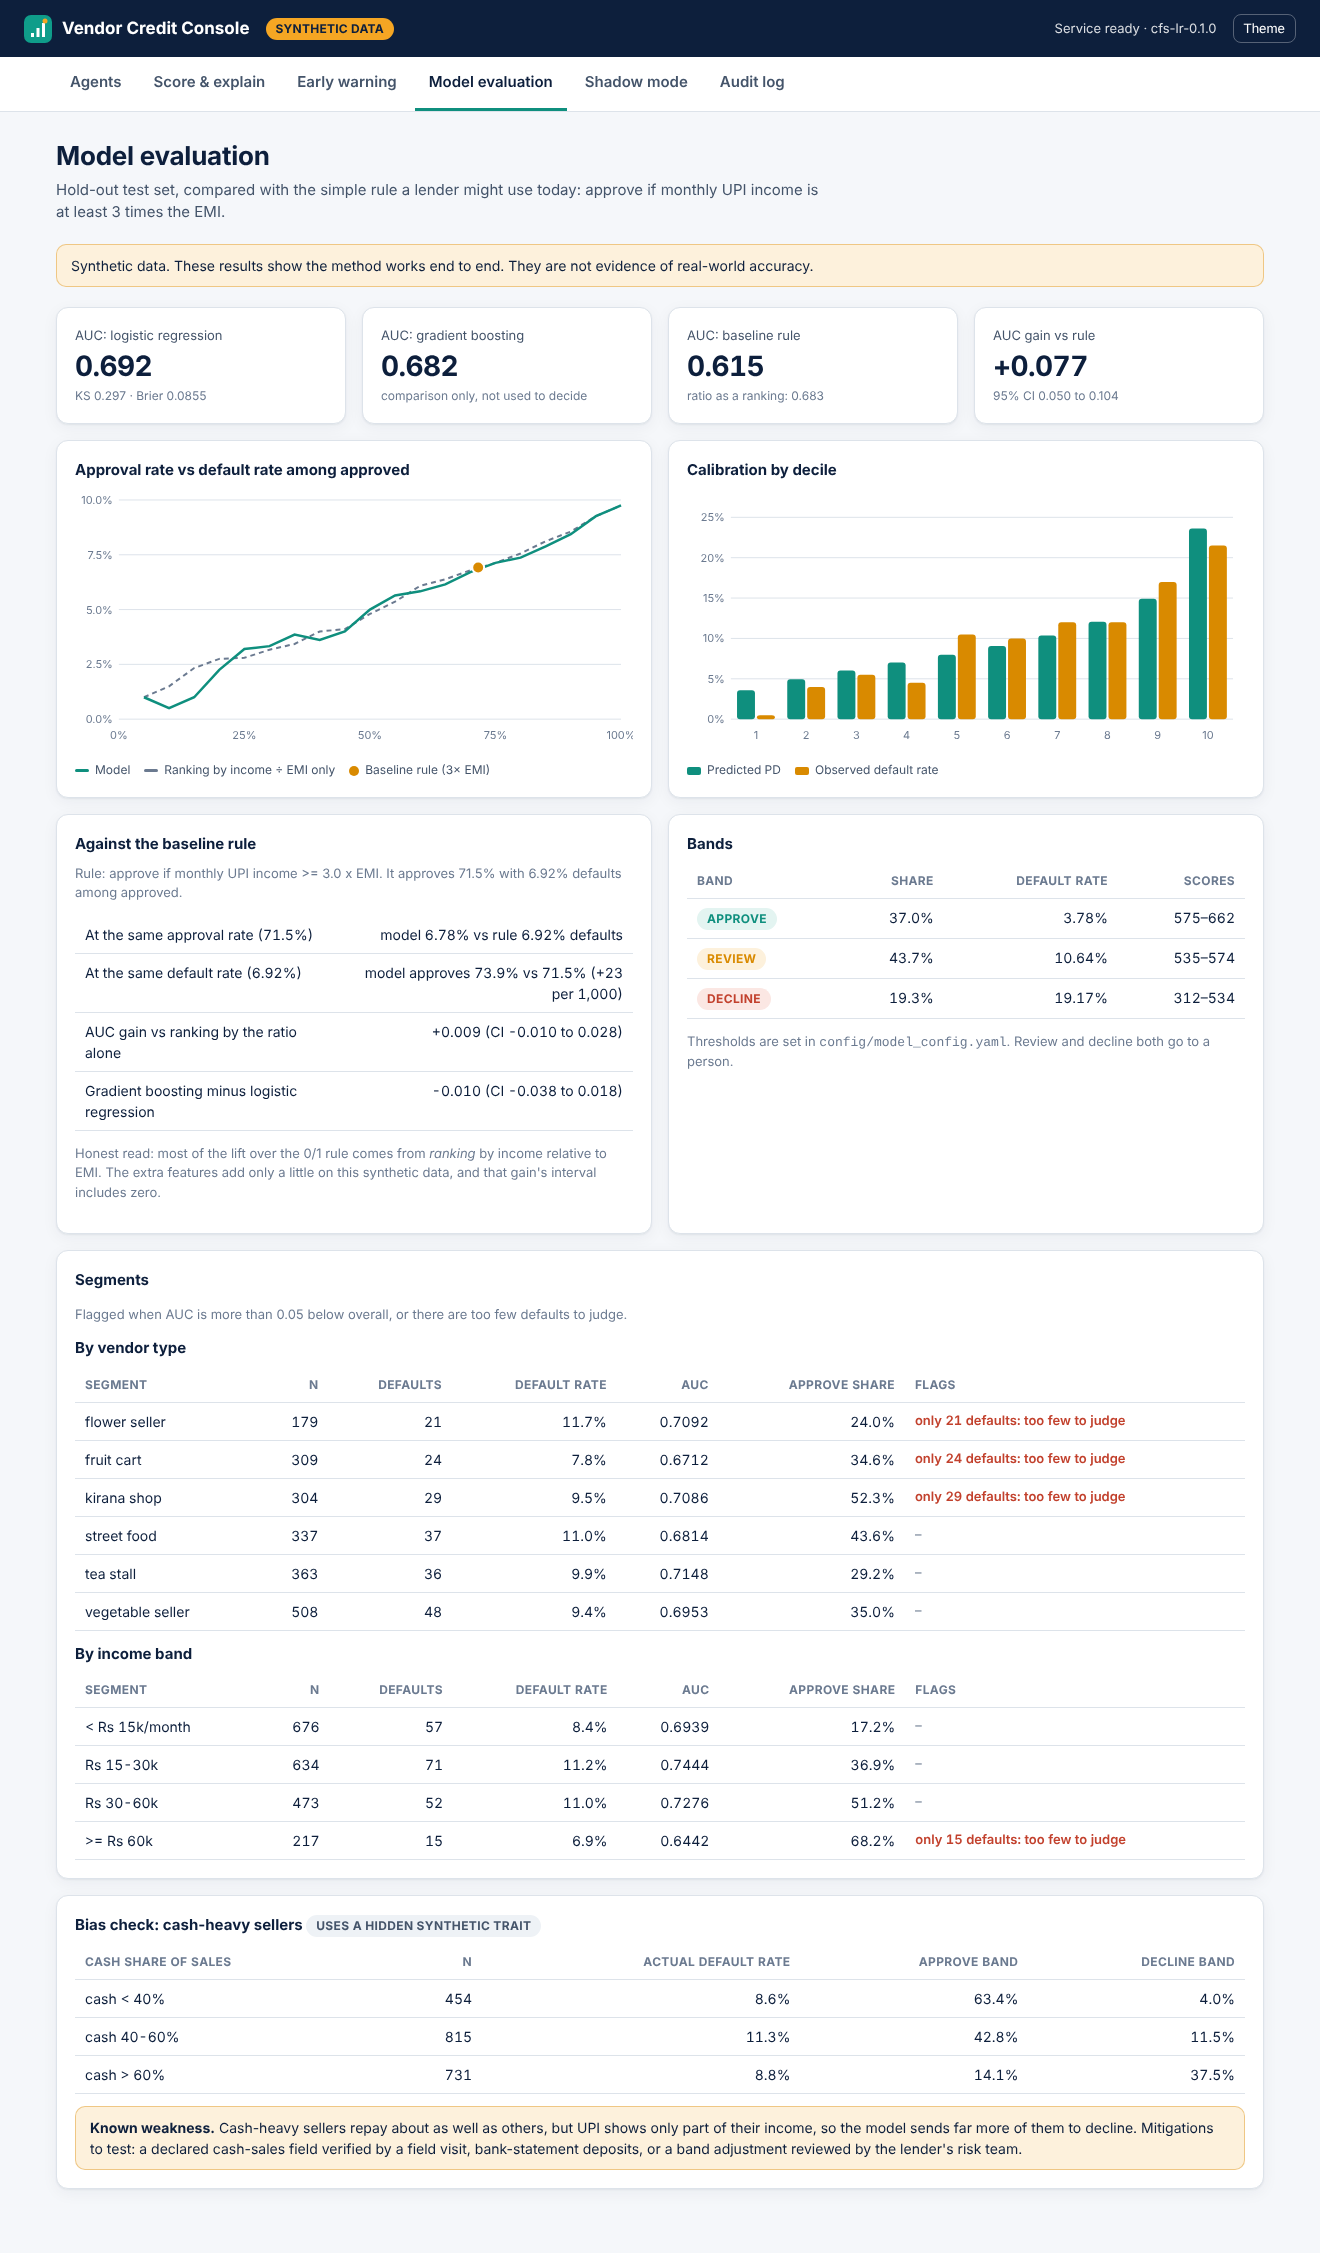 Vendor Credit Console
SYNTHETIC DATA
Service ready · cfs-lr-0.1.0
Theme
Agents
Score & explain
Early warning
Model evaluation
Shadow mode
Audit log
Model evaluation
Hold-out test set, compared with the simple rule a lender might use today: approve if monthly UPI income is
at least 3 times the EMI.
Synthetic data. These results show the method works end to end. They are not evidence of real-world accuracy.
AUC: logistic regression
0.692
KS 0.297 · Brier 0.0855
AUC: gradient boosting
0.682
comparison only, not used to decide
AUC: baseline rule
0.615
ratio as a ranking: 0.683
AUC gain vs rule
+0.077
95% CI 0.050 to 0.104
Approval rate vs default rate among approved
10.0%
7.5%
5.0%
2.5%
0.0%
0% 25% 50% 75% 100%
Model Ranking by income ÷ EMI only Baseline rule (3× EMI)
Calibration by decile
25%
20%
15%
10%
5%
0%
1 2 3 4 5 6 7 8 9 10
Predicted PD Observed default rate
Against the baseline rule
Rule: approve if monthly UPI income >= 3.0 x EMI. It approves 71.5% with 6.92% defaults
among approved.
At the same approval rate (71.5%) model 6.78% vs rule 6.92% defaults
At the same default rate (6.92%) model approves 73.9% vs 71.5% (+23
per 1,000)
AUC gain vs ranking by the ratio +0.009 (CI -0.010 to 0.028)
alone
Gradient boosting minus logistic -0.010 (CI -0.038 to 0.018)
regression
Honest read: most of the lift over the 0/1 rule comes from ranking by income relative to
EMI. The extra features add only a little on this synthetic data, and that gain's interval
includes zero.
Bands
BAND SHARE DEFAULT RATE SCORES
APPROVE 37.0% 3.78% 575–662
REVIEW 43.7% 10.64% 535–574
DECLINE 19.3% 19.17% 312–534
Thresholds are set in config/model_config.yaml. Review and decline both go to a
person.
Segments
Flagged when AUC is more than 0.05 below overall, or there are too few defaults to judge.
By vendor type
SEGMENT N DEFAULTS DEFAULT RATE AUC APPROVE SHARE FLAGS
flower seller 179 21 11.7% 0.7092 24.0% only 21 defaults: too few to judge
fruit cart 309 24 7.8% 0.6712 34.6% only 24 defaults: too few to judge
kirana shop 304 29 9.5% 0.7086 52.3% only 29 defaults: too few to judge
street food 337 37 11.0% 0.6814 43.6% –
tea stall 363 36 9.9% 0.7148 29.2% –
vegetable seller 508 48 9.4% 0.6953 35.0% –
By income band
SEGMENT N DEFAULTS DEFAULT RATE AUC APPROVE SHARE FLAGS
< Rs 15k/month 676 57 8.4% 0.6939 17.2% –
Rs 15-30k 634 71 11.2% 0.7444 36.9% –
Rs 30-60k 473 52 11.0% 0.7276 51.2% –
>= Rs 60k 217 15 6.9% 0.6442 68.2% only 15 defaults: too few to judge
Bias check: cash-heavy sellers USES A HIDDEN SYNTHETIC TRAIT
CASH SHARE OF SALES N ACTUAL DEFAULT RATE APPROVE BAND DECLINE BAND
cash < 40% 454 8.6% 63.4% 4.0%
cash 40-60% 815 11.3% 42.8% 11.5%
cash > 60% 731 8.8% 14.1% 37.5%
Known weakness. Cash-heavy sellers repay about as well as others, but UPI shows only part of their income, so the model sends far more of them to decline. Mitigations
to test: a declared cash-sales field verified by a field visit, bank-statement deposits, or a band adjustment reviewed by the lender's risk team.